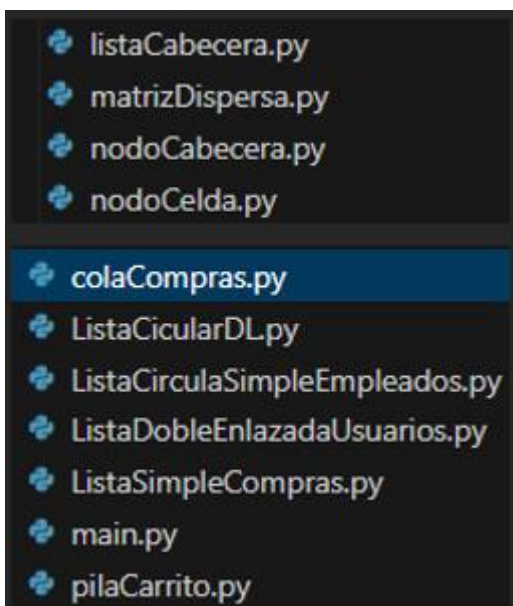 listaCabecera.py
matrizDispersa.py
nodoCabecera.py
nodoCelda.py
colaCompras.py
ListaCicularDL.py
ListaCirculaSimpleEmpleados.py
ListaDobleEnlazadaUsuarios.py
ListaSimpleCompras.py
main.py
pilaCarrito.py